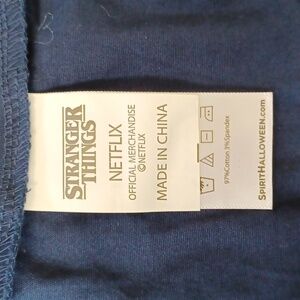 STRANGER
THINGS
NETFLIX
OFFICIAL MERCHANDISE
©NETFLIX
MADE IN CHINA
97%Cotton 3%Spandex
SPIRITHALLOWEEN.com